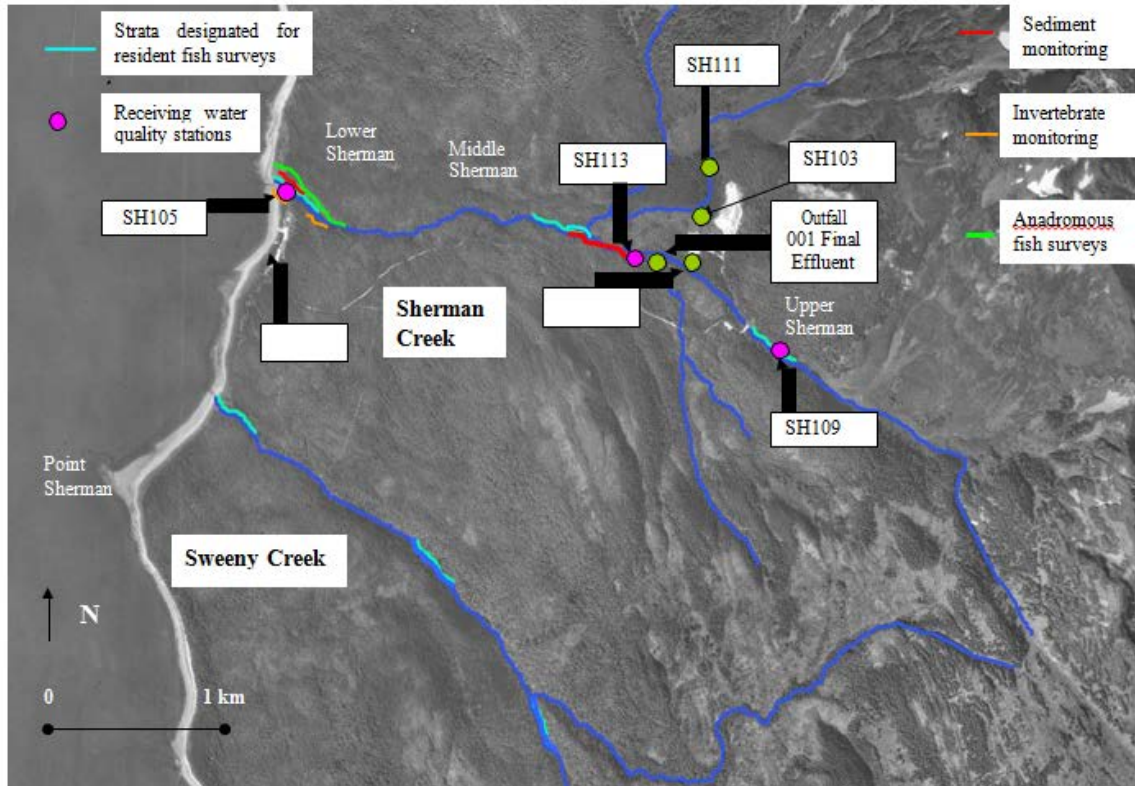 Strata designated for
resident fish surveys
Receiving water
quality stations
Sediment
monitoring
Invertebrate
monitoring
Anadromous
fish surveys
SH111
Lower
Sherman
Middle
Sherman
SH113
SH103
SH105
Outfall
001 Final
Effluent
Sherman
Creek
Upper
Sherman
SH109
Point
Sherman
Sweeny Creek
N
0
1 km